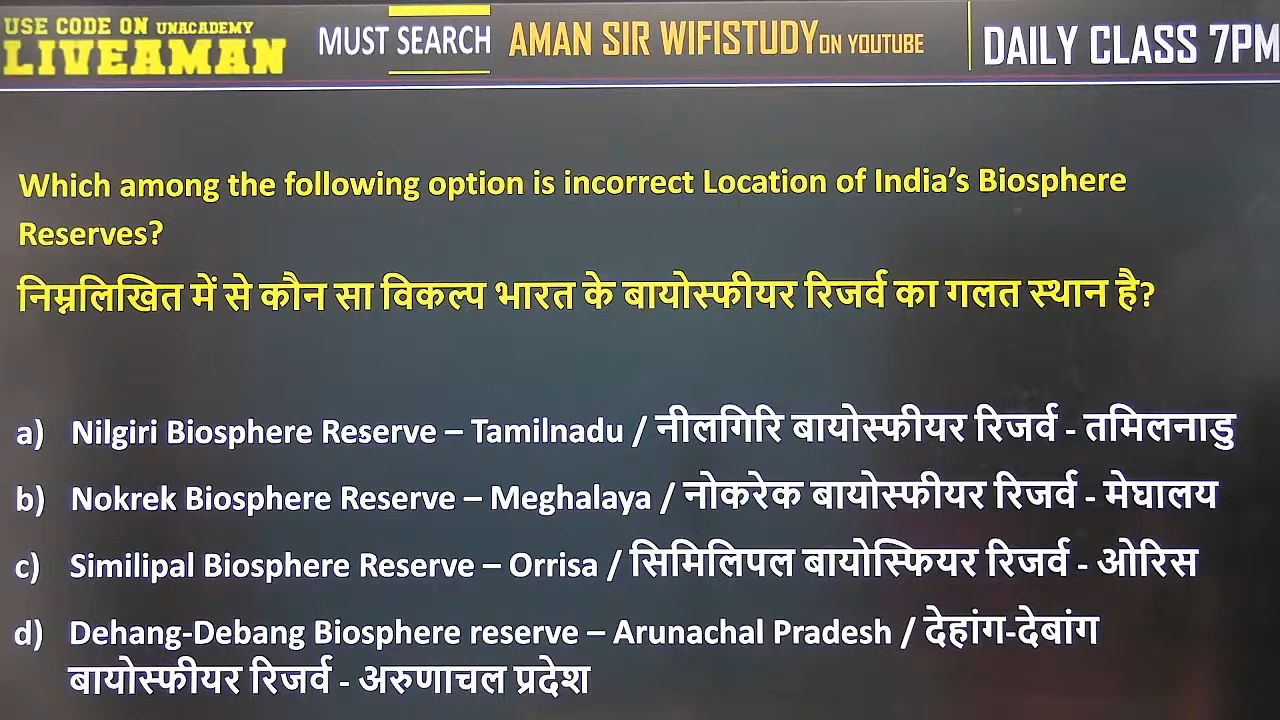 USE CODE ON UNACADEMY
LIVEAMAN
MUST SEARCH
AMAN SIR WIFISTUDY ON YOUTUBE
DAILY CLASS 7PM
Which among the following option is incorrect Location of India's Biosphere
Reserves?
निम्नलिखित में से कौन सा विकल्प भारत के बायोस्फीयर रिजर्व का गलत स्थान है?
a) Nilgiri Biosphere Reserve – Tamilnadu / नीलगिरि बायोस्फीयर रिजर्व - तमिलनाडु
b) Nokrek Biosphere Reserve – Meghalaya / नोकरेक बायोस्फीयर रिजर्व - मेघालय
c) Similipal Biosphere Reserve – Orrisa / सिमिलिपल बायोस्फियर रिजर्व - ओरिस
d) Dehang-Debang Biosphere reserve – Arunachal Pradesh / देहांग-देबांग
बायोस्फीयर रिजर्व - अरुणाचल प्रदेश